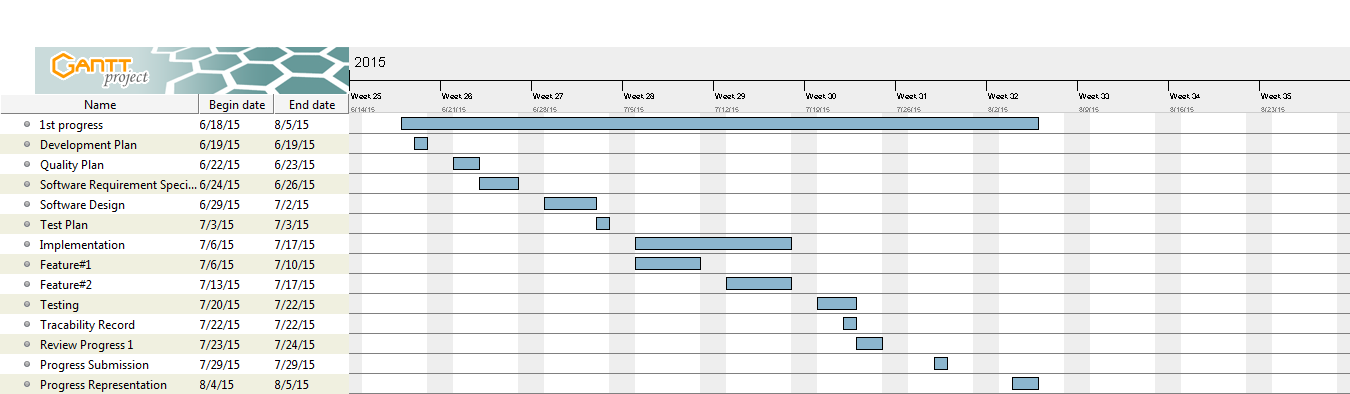 GANTT
project
2015
Week 25 Week 26 Week 27 Week 28 Week 29 Week 30 Week 31 Week 32 Week 33 Week 34 Week 35
6/14/15 6/21/15 6/28/15 7/5/15 7/12/15 7/19/15 7/26/15 8/2/15 8/9/15 8/16/15 8/23/15
Name Begin date End date
1st progress 6/18/15 8/5/15
Development Plan 6/19/15 6/19/15
Quality Plan 6/22/15 6/23/15
Software Requirement Speci... 6/24/15 6/26/15
Software Design 6/29/15 7/2/15
Test Plan 7/3/15 7/3/15
Implementation 7/6/15 7/17/15
Feature#1 7/6/15 7/10/15
Feature#2 7/13/15 7/17/15
Testing 7/20/15 7/22/15
Tracability Record 7/22/15 7/22/15
Review Progress 1 7/23/15 7/24/15
Progress Submission 7/29/15 7/29/15
Progress Representation 8/4/15 8/5/15